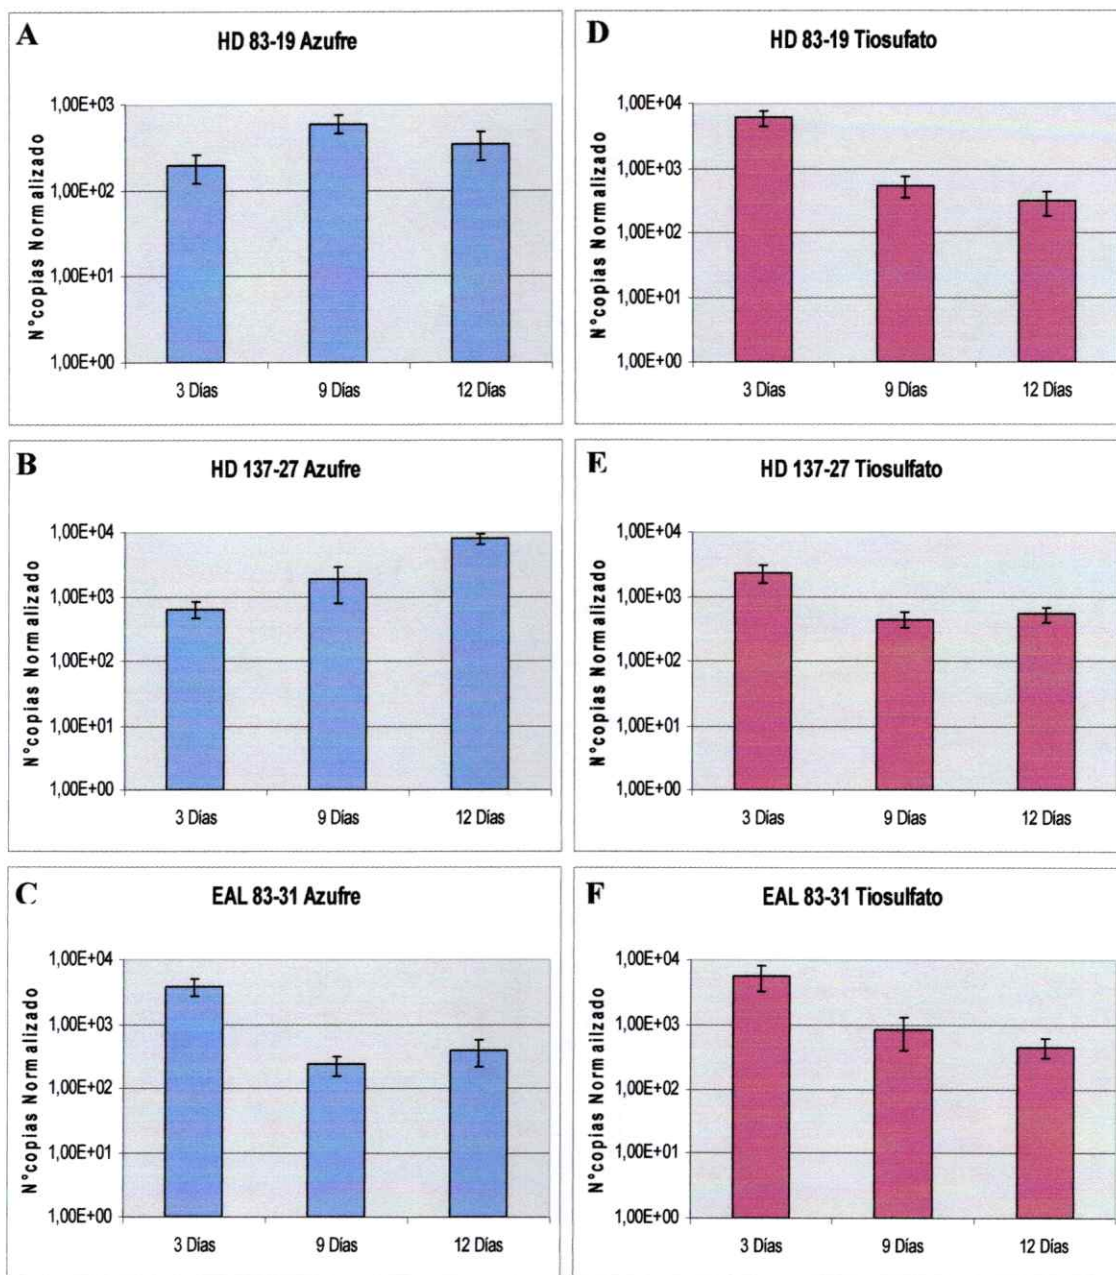 A
HD 83-19 Azufre
N°copias Normalizado
1,00E+03
1,00E+02
1,00E+01
1,00E+00
3 Días
9 Días
12 Días
D
HD 83-19 Tiosufato
N°copias Normalizado
1,00E+04
1,00E+03
1,00E+02
1,00E+01
1,00E+00
3 Días
9 Días
12 Días
B
HD 137-27 Azufre
N°copias Normalizado
1,00E+04
1,00E+03
1,00E+02
1,00E+01
1,00E+00
3 Días
9 Días
12 Días
E
HD 137-27 Tiosulfato
N°copias Normalizado
1,00E+04
1,00E+03
1,00E+02
1,00E+01
1,00E+00
3 Días
9 Días
12 Días
C
EAL 83-31 Azufre
N°copias Normalizado
1,00E+04
1,00E+03
1,00E+02
1,00E+01
1,00E+00
3 Días
9 Días
12 Días
F
EAL 83-31 Tiosulfato
N°copias Normalizado
1,00E+04
1,00E+03
1,00E+02
1,00E+01
1,00E+00
3 Días
9 Días
12 Días